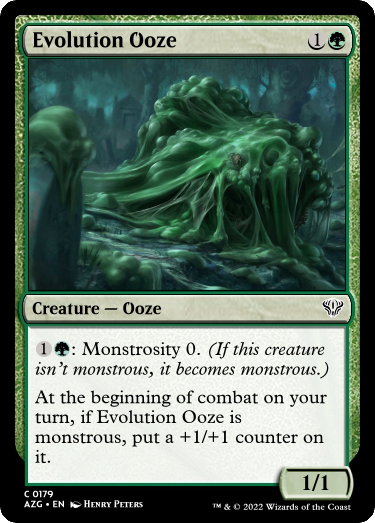 Evolution Ooze 1
Creature — Ooze
1: Monstrosity 0. (If this creature
isn't monstrous, it becomes monstrous.)
At the beginning of combat on your
turn, if Evolution Ooze is
monstrous, put a +1/+1 counter on
it.
1/1
C 0179
AZG • EN Henry Peters
™ & © 2022 Wizards of the Coast